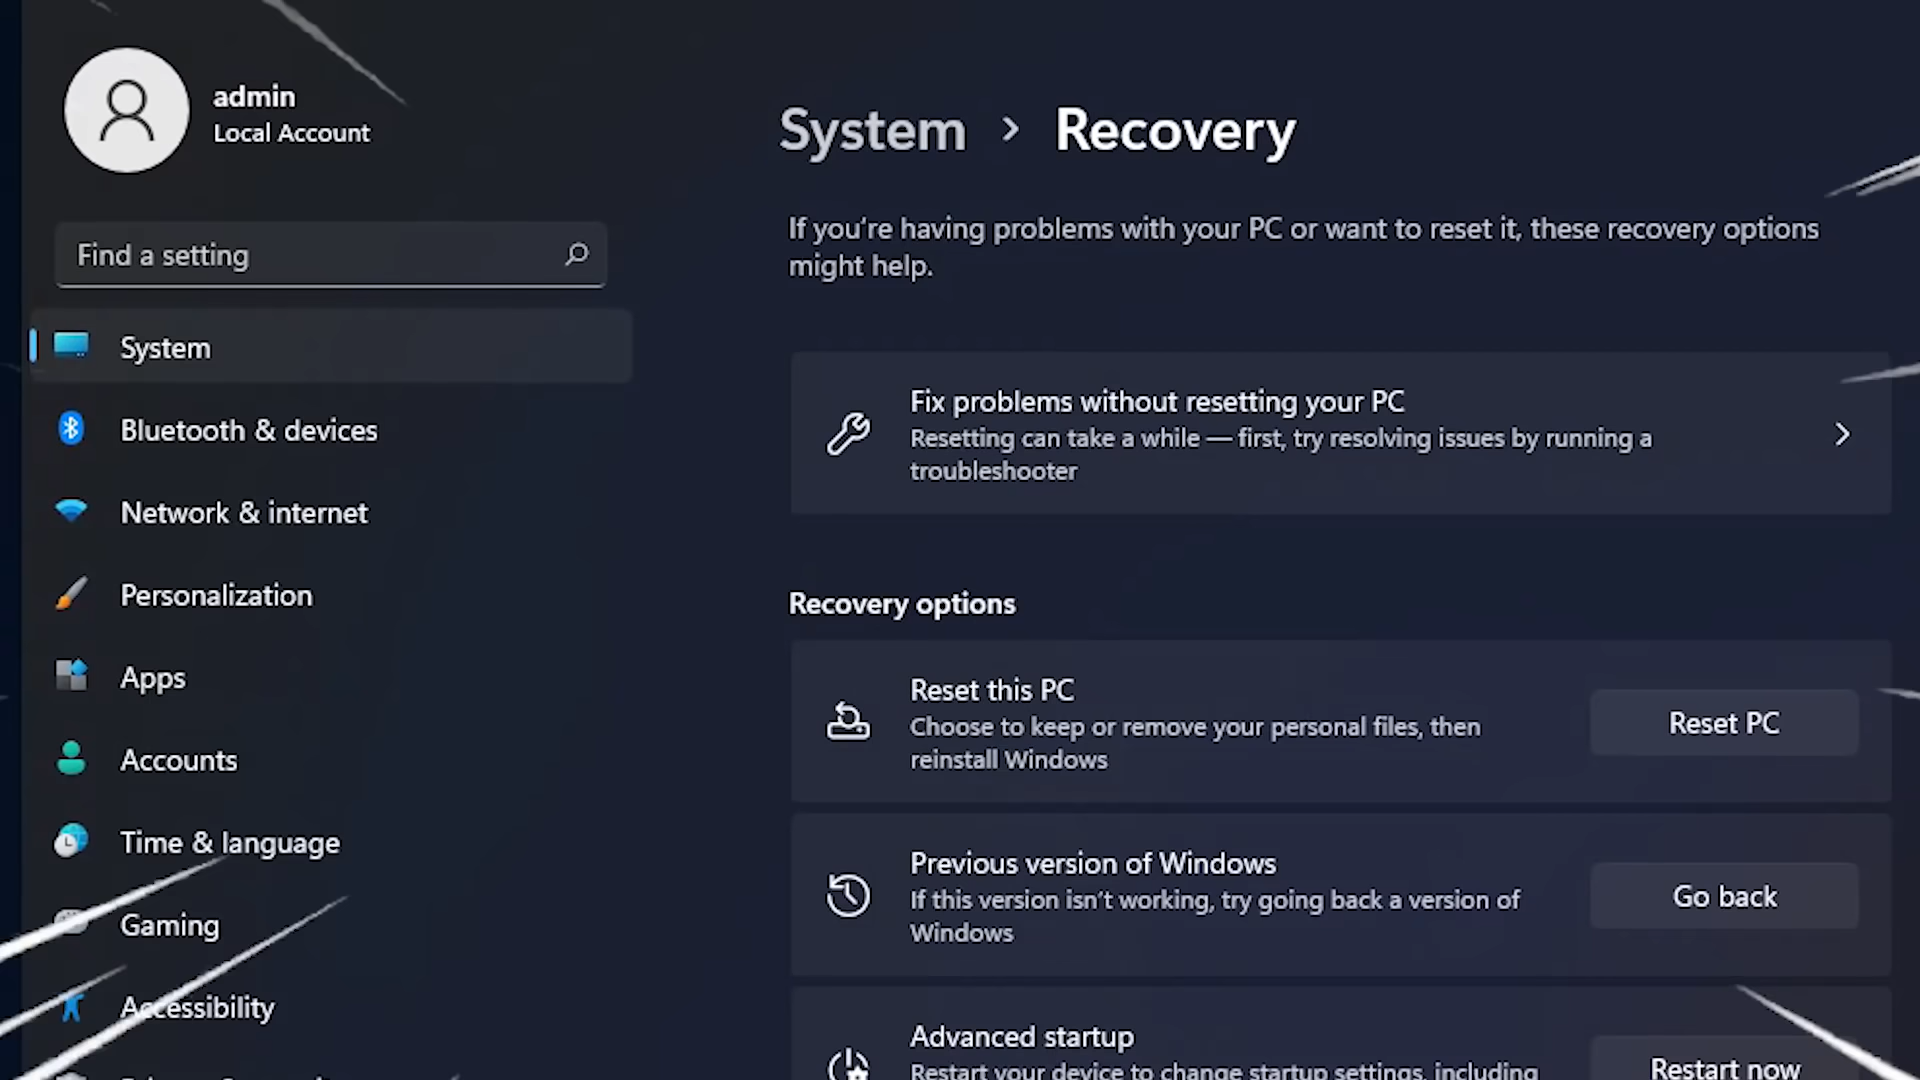 admin
Local Account
Find a setting
System
Bluetooth & devices
Network & internet
Personalization
Apps
Accounts
Time & language
Gaming
Accessibility
System > Recovery
If you're having problems with your PC or want to reset it, these recovery options
might help.
Fix problems without resetting your PC
Resetting can take a while — first, try resolving issues by running a
troubleshooter
Recovery options
Reset this PC
Choose to keep or remove your personal files, then
reinstall Windows
Reset PC
Previous version of Windows
If this version isn't working, try going back a version of
Windows
Go back
Advanced startup
Restart your device to change startup settings, including
Restart now